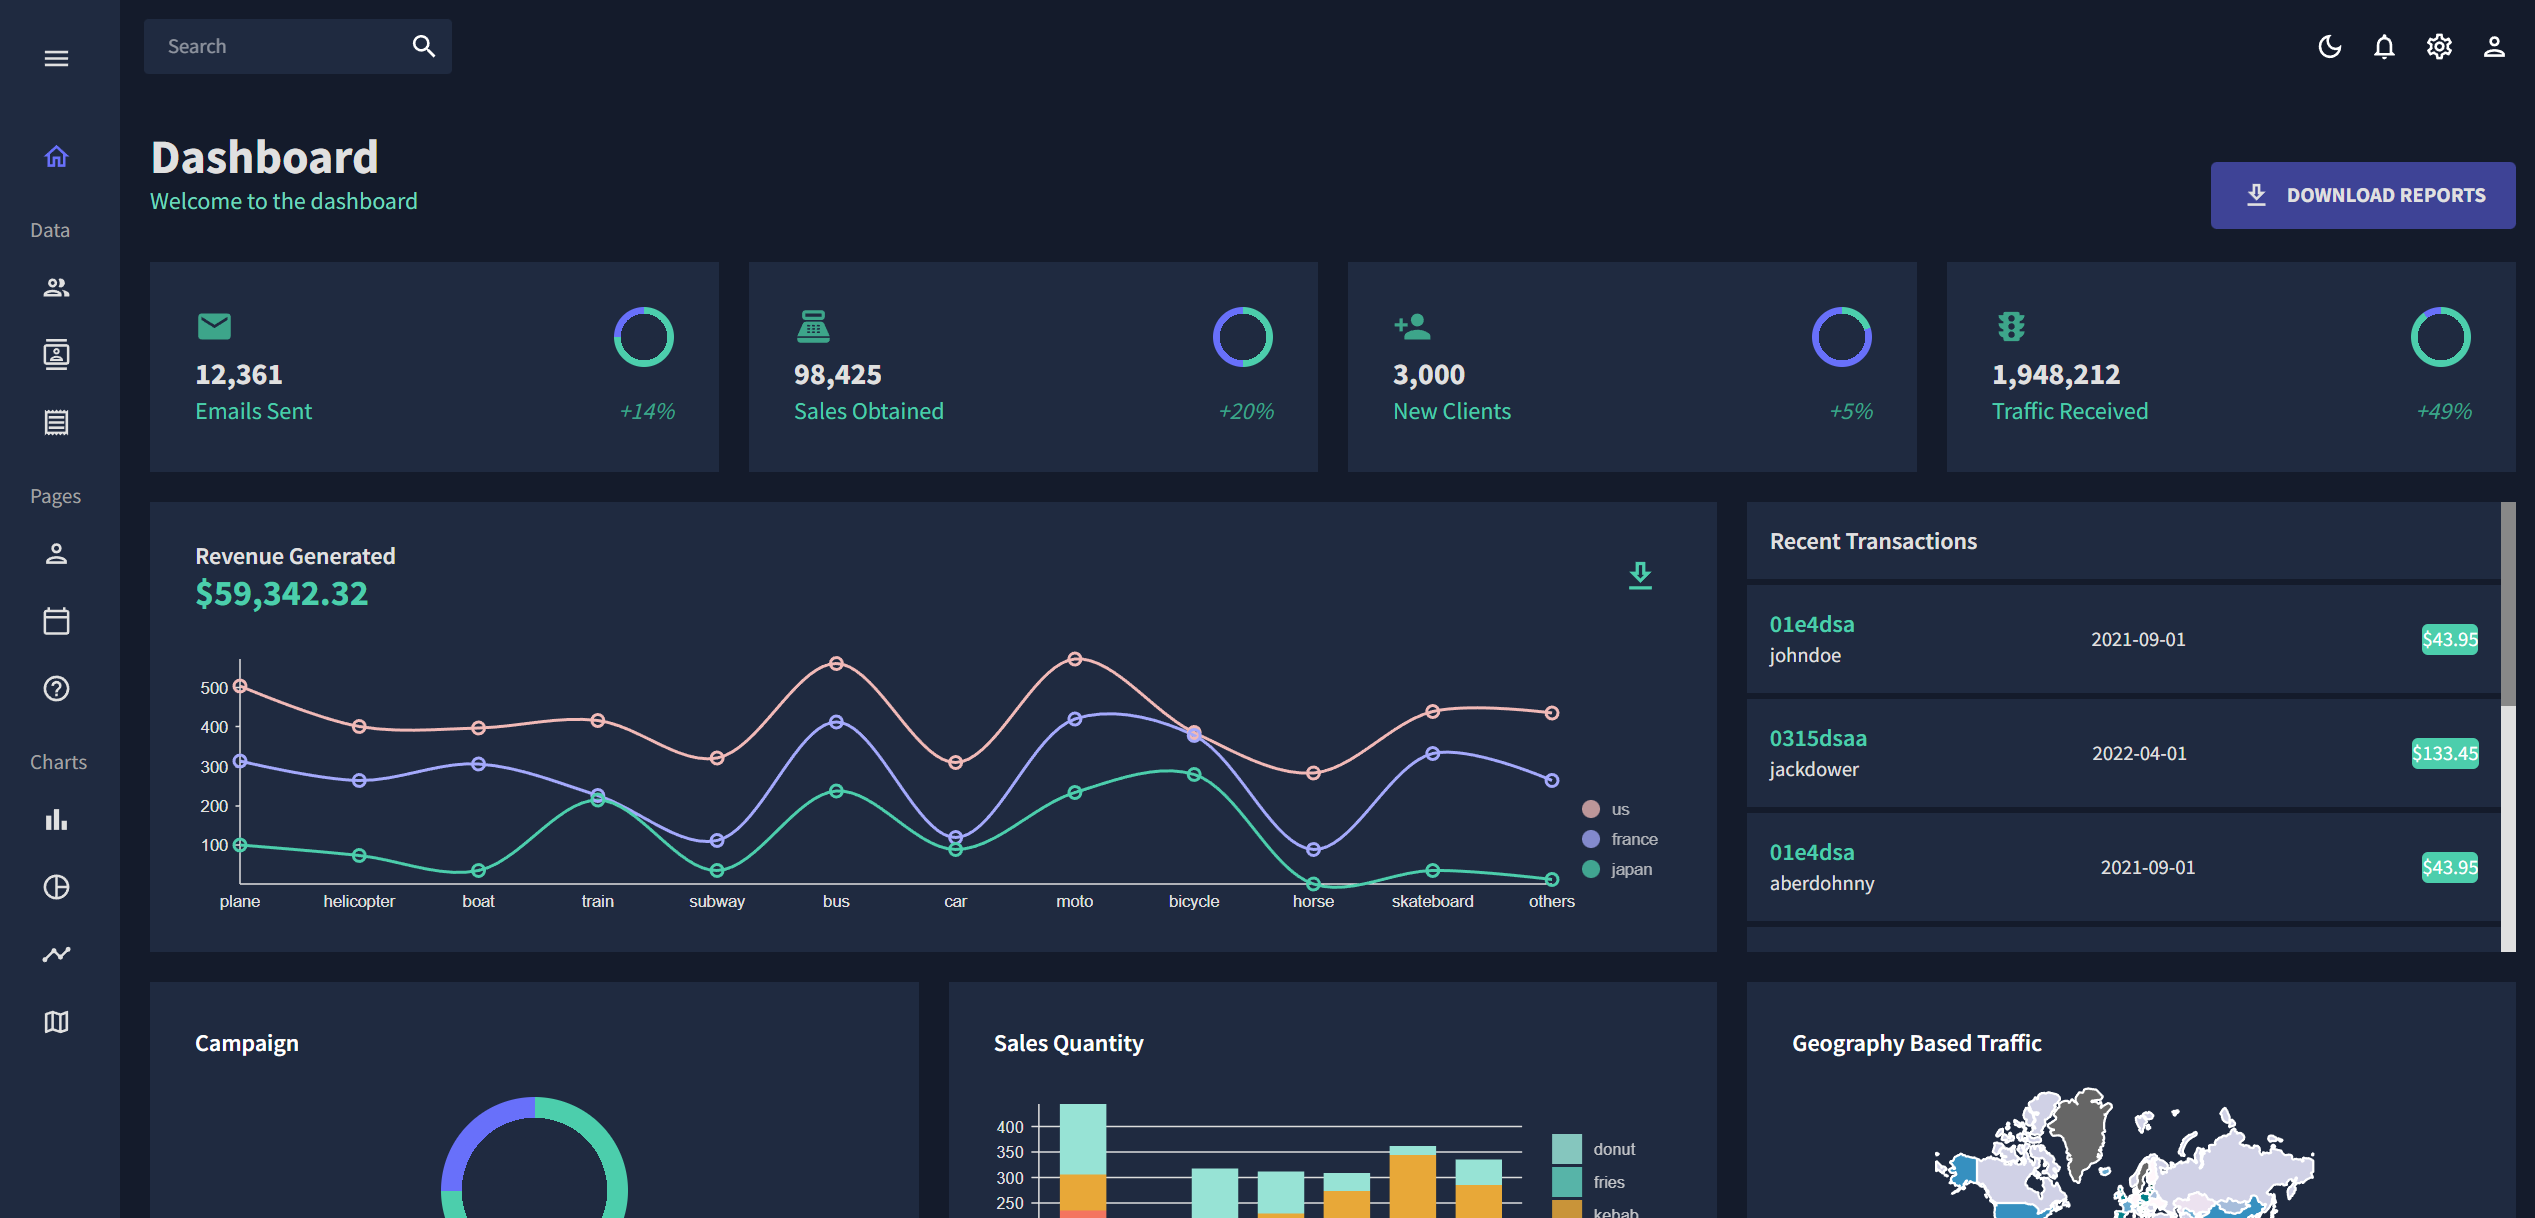 Search
Dashboard
Welcome to the dashboard
DOWNLOAD REPORTS
Data
Pages
Charts
12,361
Emails Sent
+14%
98,425
Sales Obtained
+20%
3,000
New Clients
+5%
1,948,212
Traffic Received
+49%
Revenue Generated
$59,342.32
500
400
300
200
100
plane
helicopter
boat
train
subway
bus
car
moto
bicycle
horse
skateboard
others
us
france
japan
Recent Transactions
01e4dsa
johndoe
2021-09-01
$43.95
0315dsaa
jackdower
2022-04-01
$133.45
01e4dsa
aberdohnny
2021-09-01
$43.95
Campaign
Sales Quantity
400
350
300
250
donut
fries
kebab
Geography Based Traffic